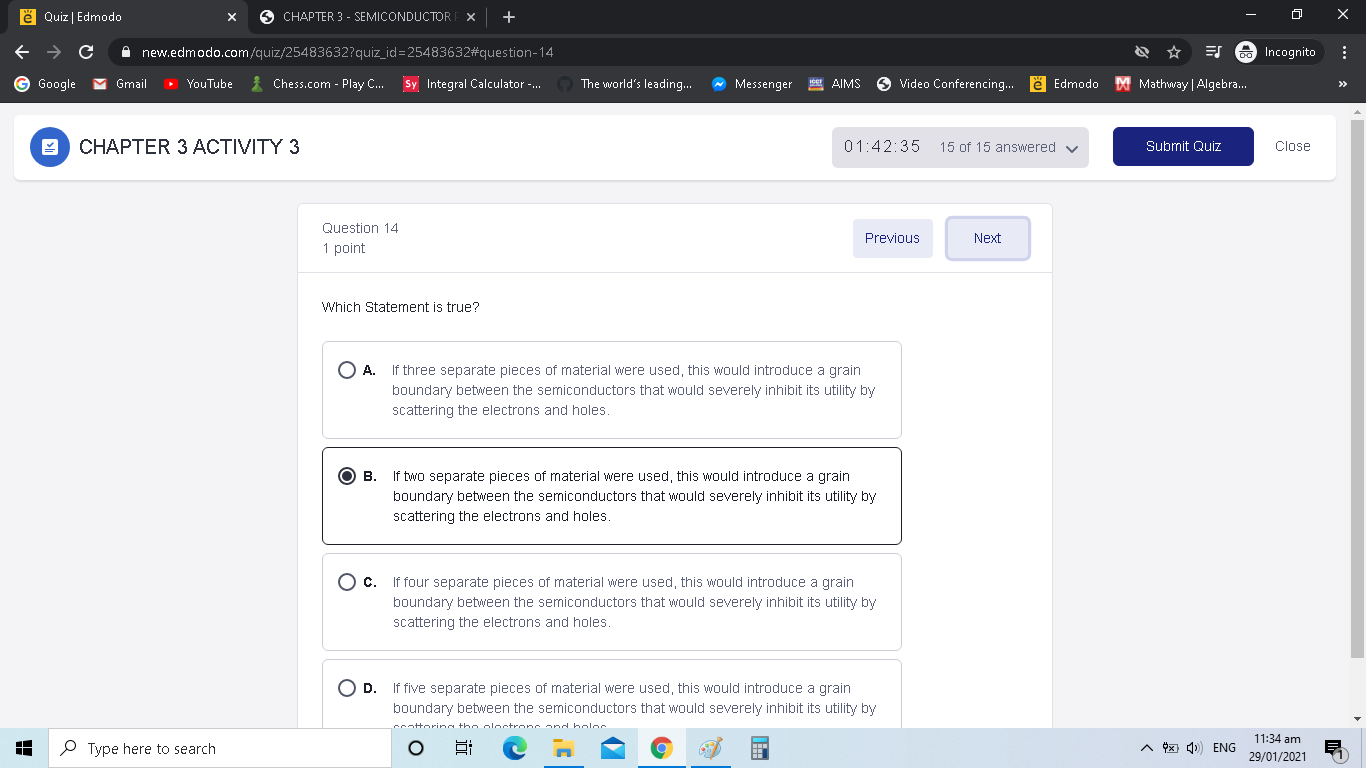 Quiz | Edmodo
CHAPTER 3 - SEMICONDUCTOR
new.edmodo.com/quiz/25483632?quiz_id=25483632#question-14
Incognito
Google Gmail YouTube Chess.com - Play C... Sy Integral Calculator -... The world's leading... Messenger AIMS Video Conferencing... Edmodo Mathway | Algebra... »
CHAPTER 3 ACTIVITY 3
01:42:35 15 of 15 answered
Submit Quiz
Close
Question 14
1 point
Previous
Next
Which Statement is true?
A. If three separate pieces of material were used, this would introduce a grain
boundary between the semiconductors that would severely inhibit its utility by
scattering the electrons and holes.
B. If two separate pieces of material were used, this would introduce a grain
boundary between the semiconductors that would severely inhibit its utility by
scattering the electrons and holes.
C. If four separate pieces of material were used, this would introduce a grain
boundary between the semiconductors that would severely inhibit its utility by
scattering the electrons and holes.
D. If five separate pieces of material were used, this would introduce a grain
boundary between the semiconductors that would severely inhibit its utility by
scattering the electrons and holes.
Type here to search
ENG
11:34 am
29/01/2021
1